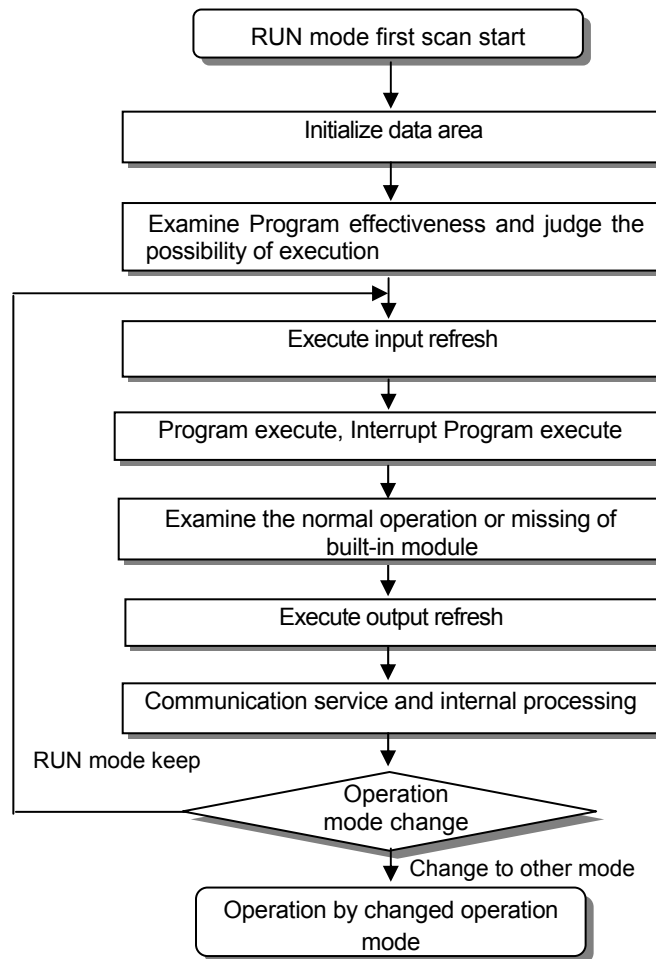 RUN mode first scan start
Initialize data area
Examine Program effectiveness and judge the
possibility of execution
Execute input refresh
Program execute, Interrupt Program execute
Examine the normal operation or missing of
built-in module
Execute output refresh
Communication service and internal processing
RUN mode keep
Operation
mode change
Change to other mode
Operation by changed operation
mode